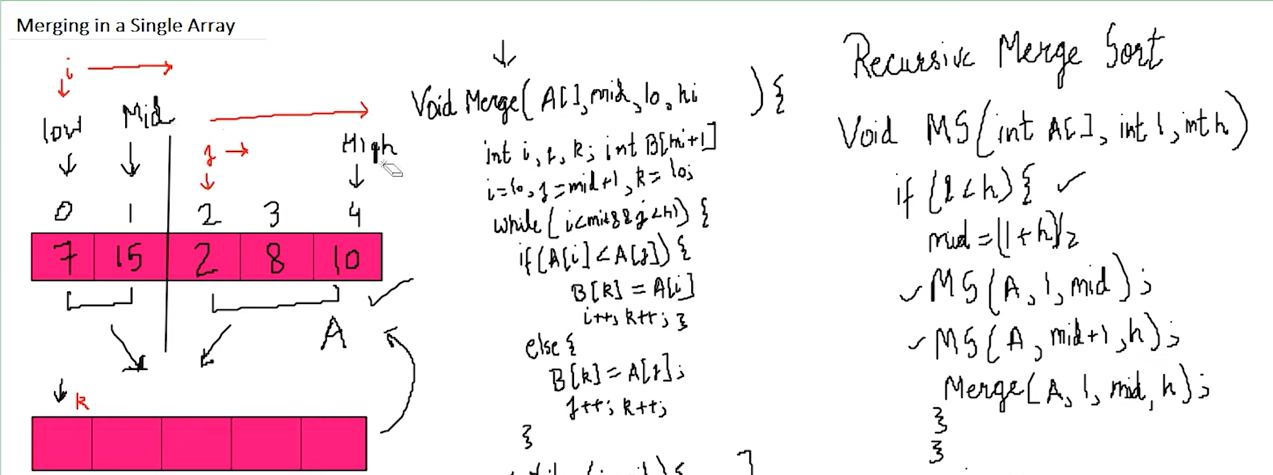 Merging in a Single Array
i
low Mid
j
High
0 1 2 3 4
7 15 2 8 10
A
k
Void Merge( A[], mid, lo, hi ) {
int i, j, k; int B[hi+1]
i=lo, j=mid+1, k=lo;
while( i<mid && j<hi) {
if(A[i]<A[j]) {
B[k] = A[i]
i++, k++; }
else {
B[k] = A[j];
j++; k++;
}
Recursive Merge Sort
Void MS(int A[], int l, int h)
if (l<h) {
mid = (l+h)/2
MS(A, l, mid);
MS(A, mid+1, h);
Merge(A, l, mid, h);
}
}